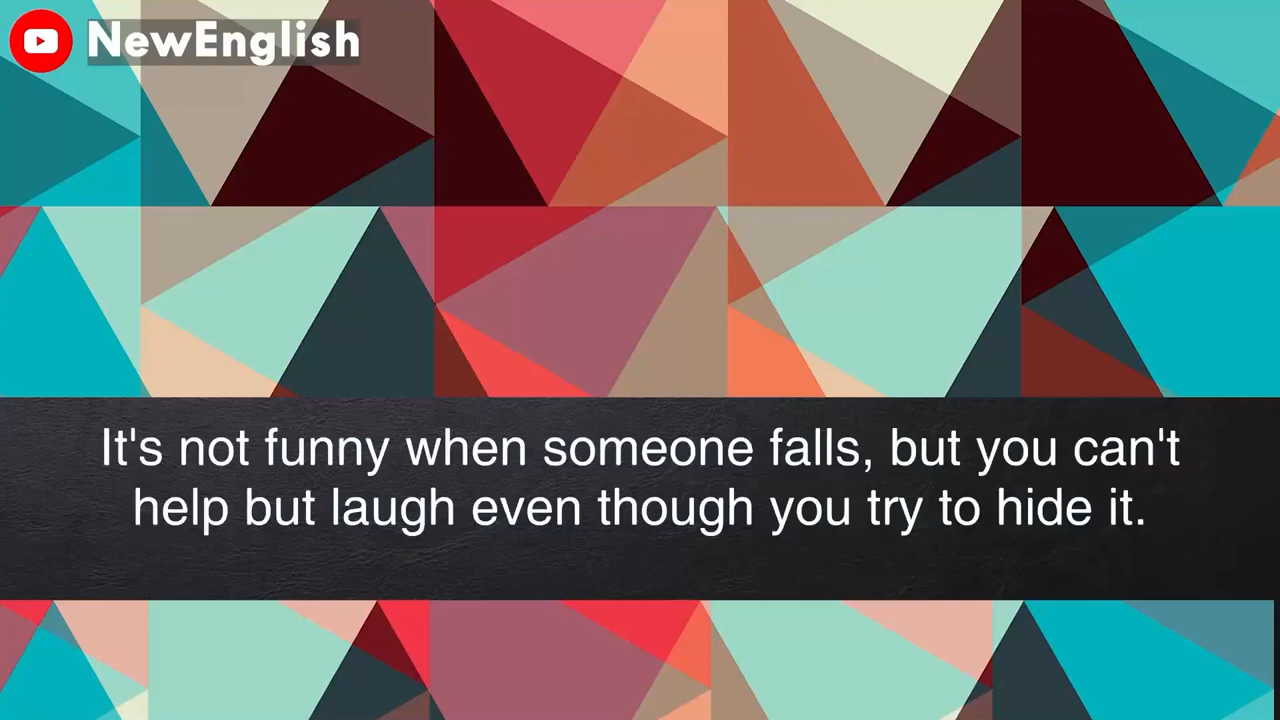 NewEnglish
It's not funny when someone falls, but you can't
help but laugh even though you try to hide it.